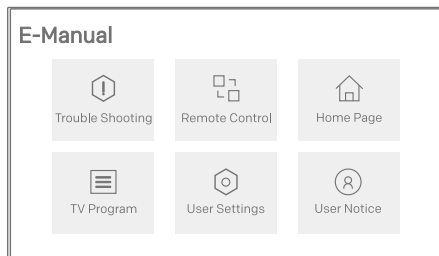 E-Manual
Trouble Shooting
Remote Control
Home Page
TV Program
User Settings
User Notice